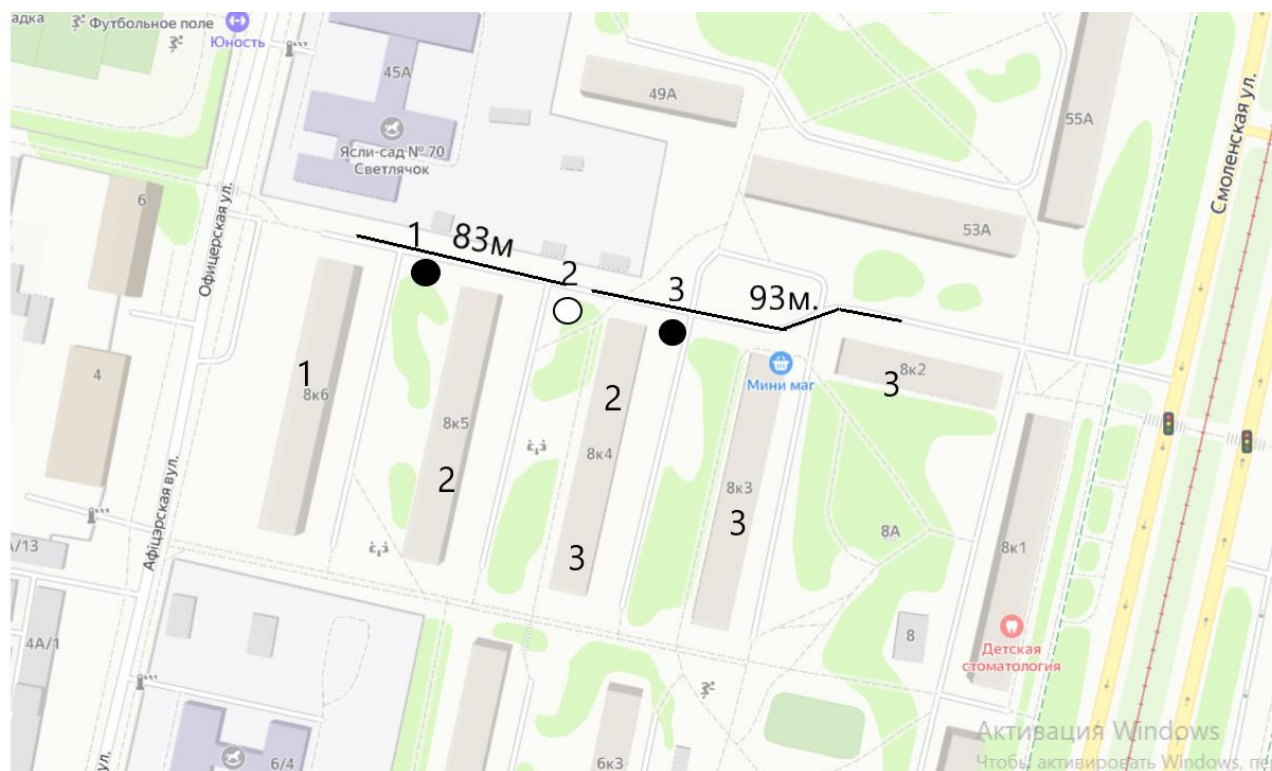 адка
Футбольное поле
Юность
45А
49А
55А
Ясли-сад № 70
Светлячок
Смоленская ул.
6
Офицерская ул.
53А
1
83м
2
3
93м.
4
1
8к6
8к5
2
2
8к4
3
Мини маг
8к2
3
8к3
3
8А
8к1
Афіцэрская вул.
/13
4А/1
8
Детская
стоматология
6/4
6к3
ул.
Активация Windows
Чтобы активировать Windows, пе